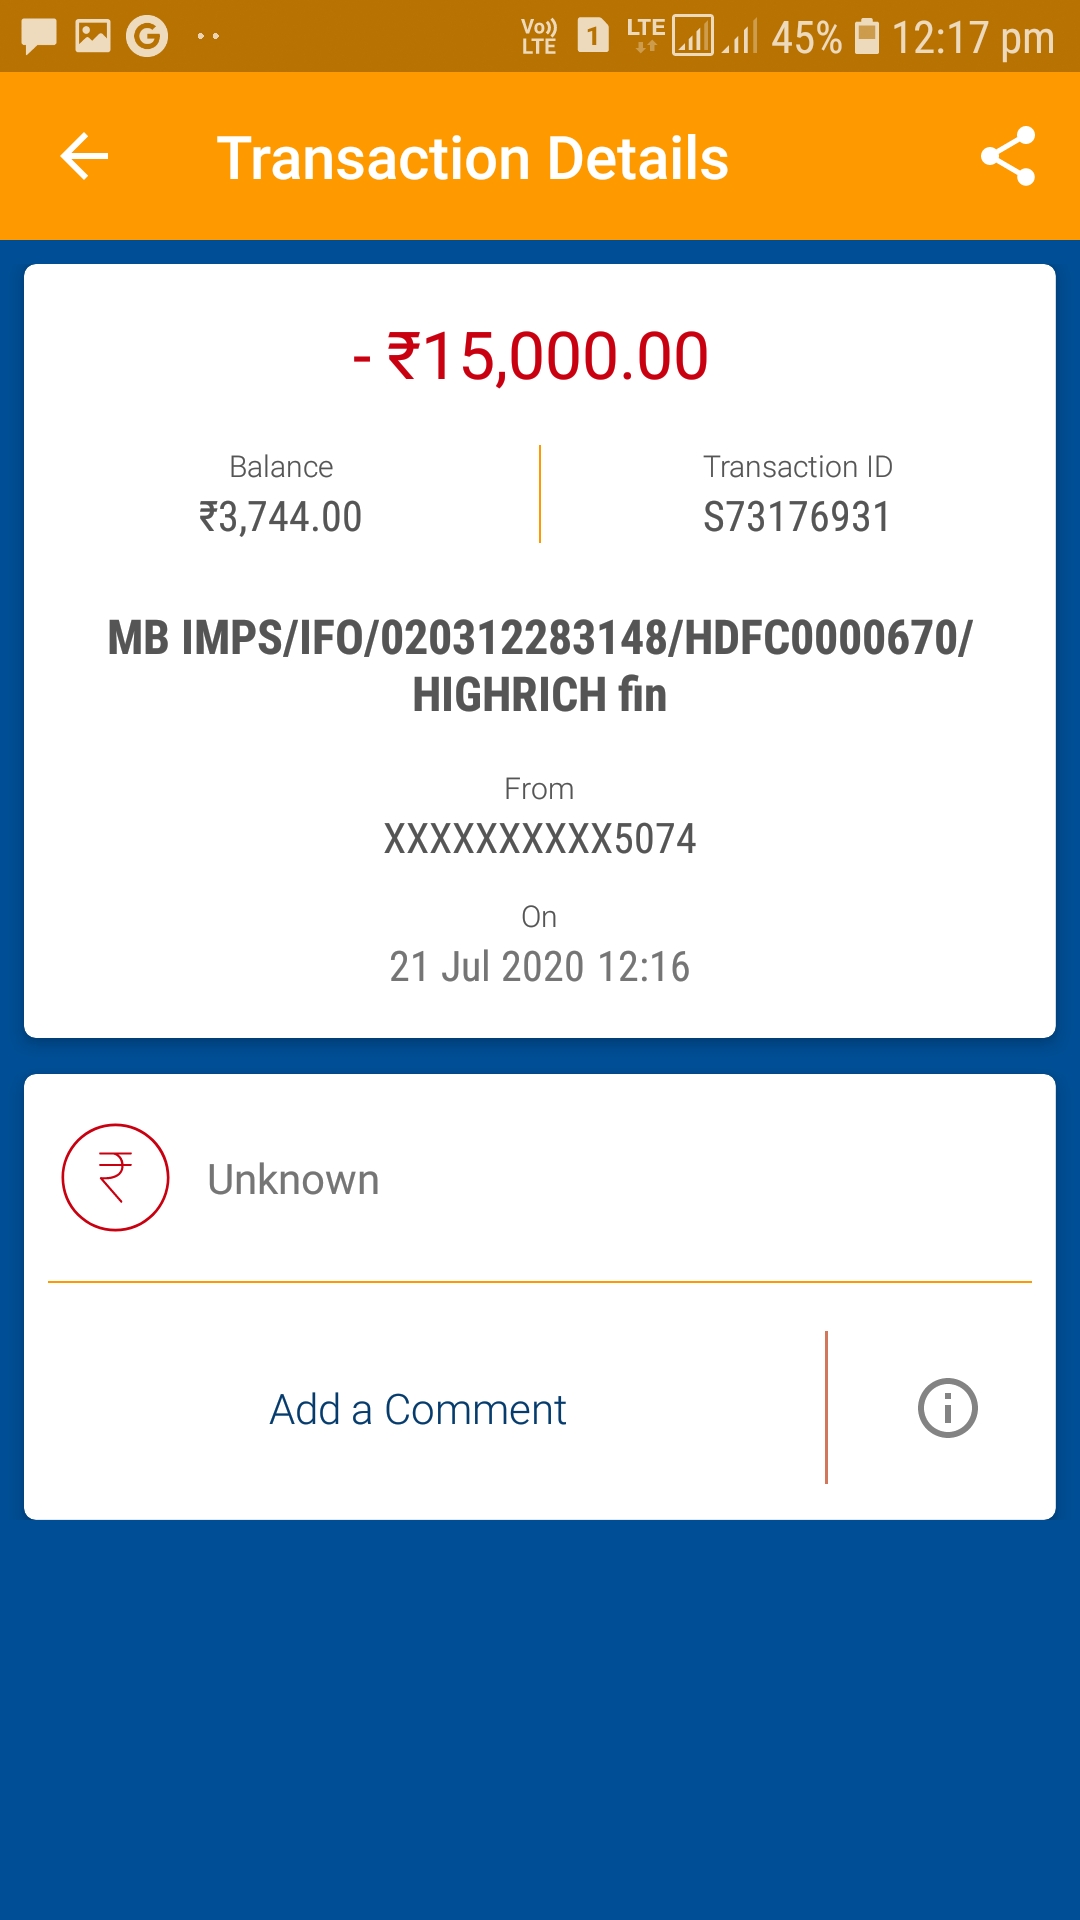 Vo)) LTE 1 LTE 45% 12:17 pm
Transaction Details
- ₹15,000.00
Balance Transaction ID
₹3,744.00 S73176931
MB IMPS/IFO/020312283148/HDFC0000670/
HIGHRICH fin
From
XXXXXXXXXX5074
On
21 Jul 2020 12:16
₹ Unknown
Add a Comment